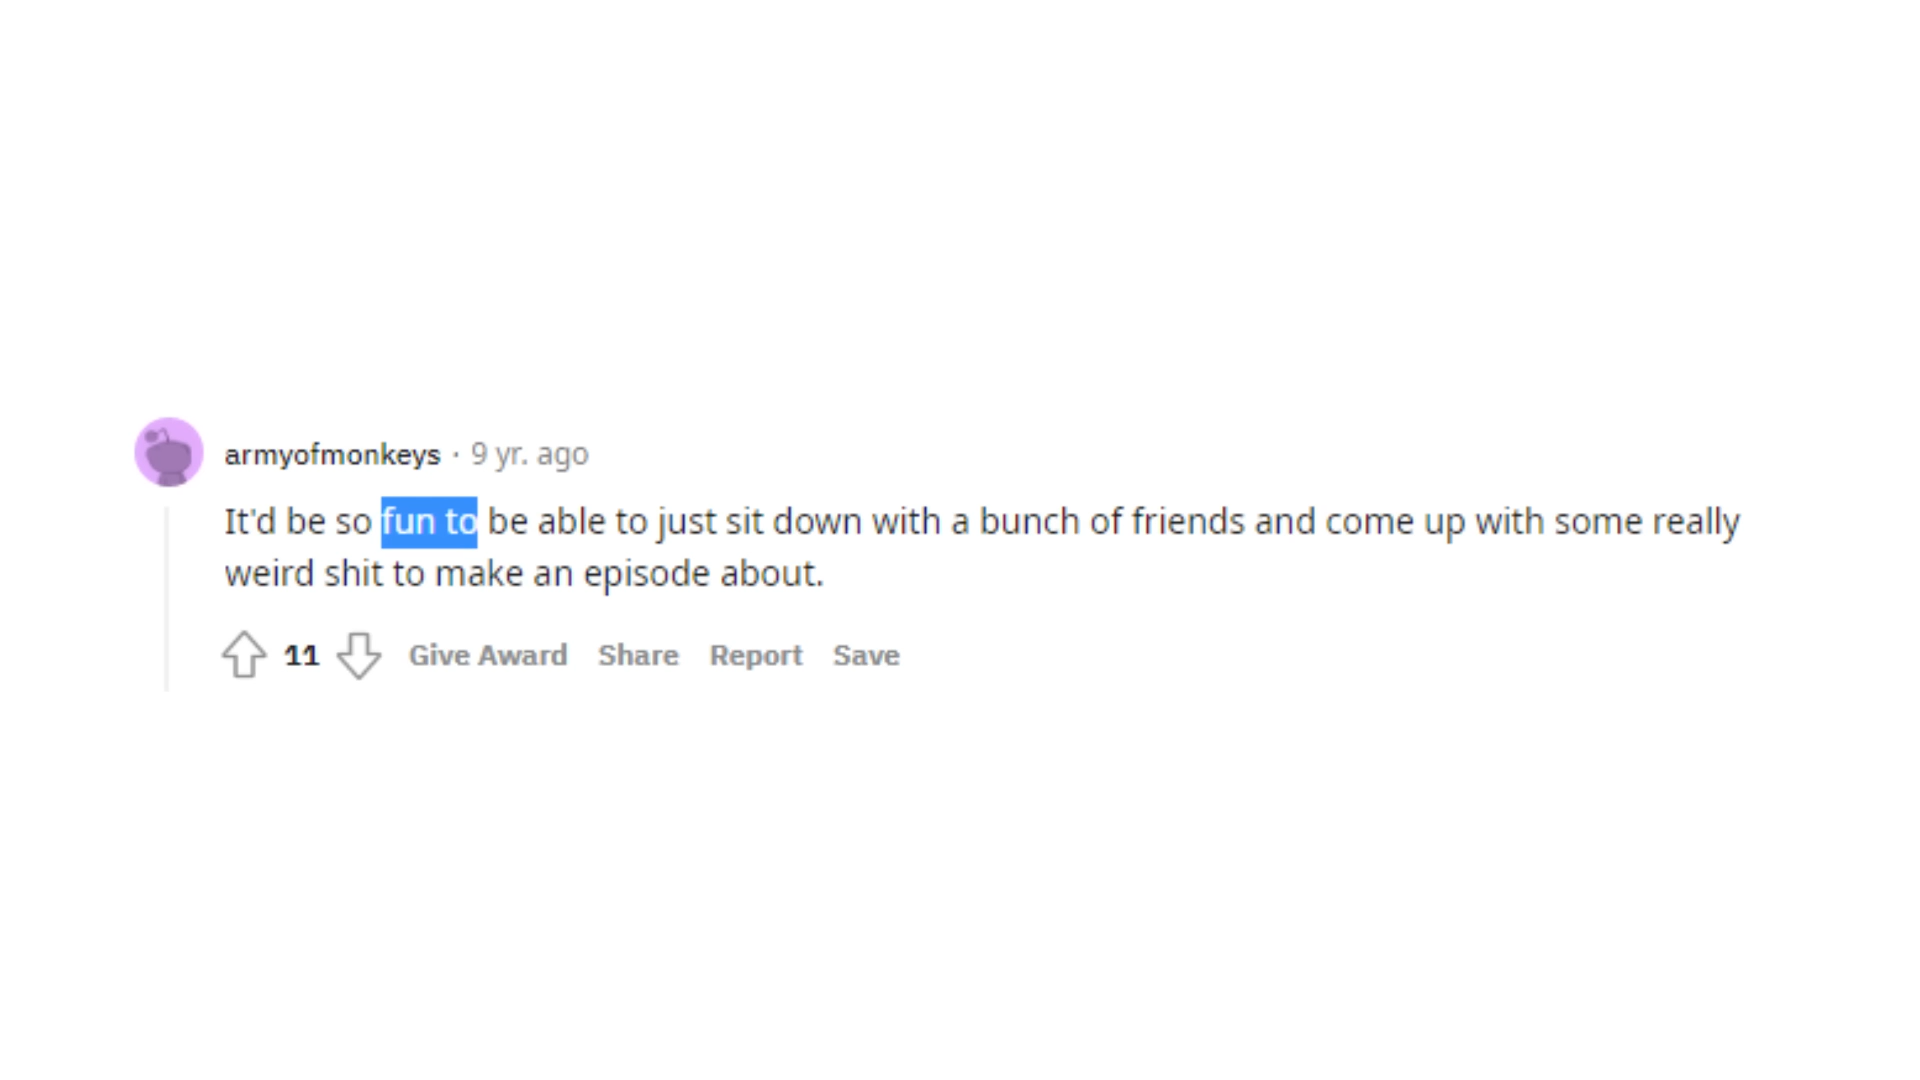 armyofmonkeys · 9 yr. ago
It'd be so fun to be able to just sit down with a bunch of friends and come up with some really
weird shit to make an episode about.
11 Give Award Share Report Save